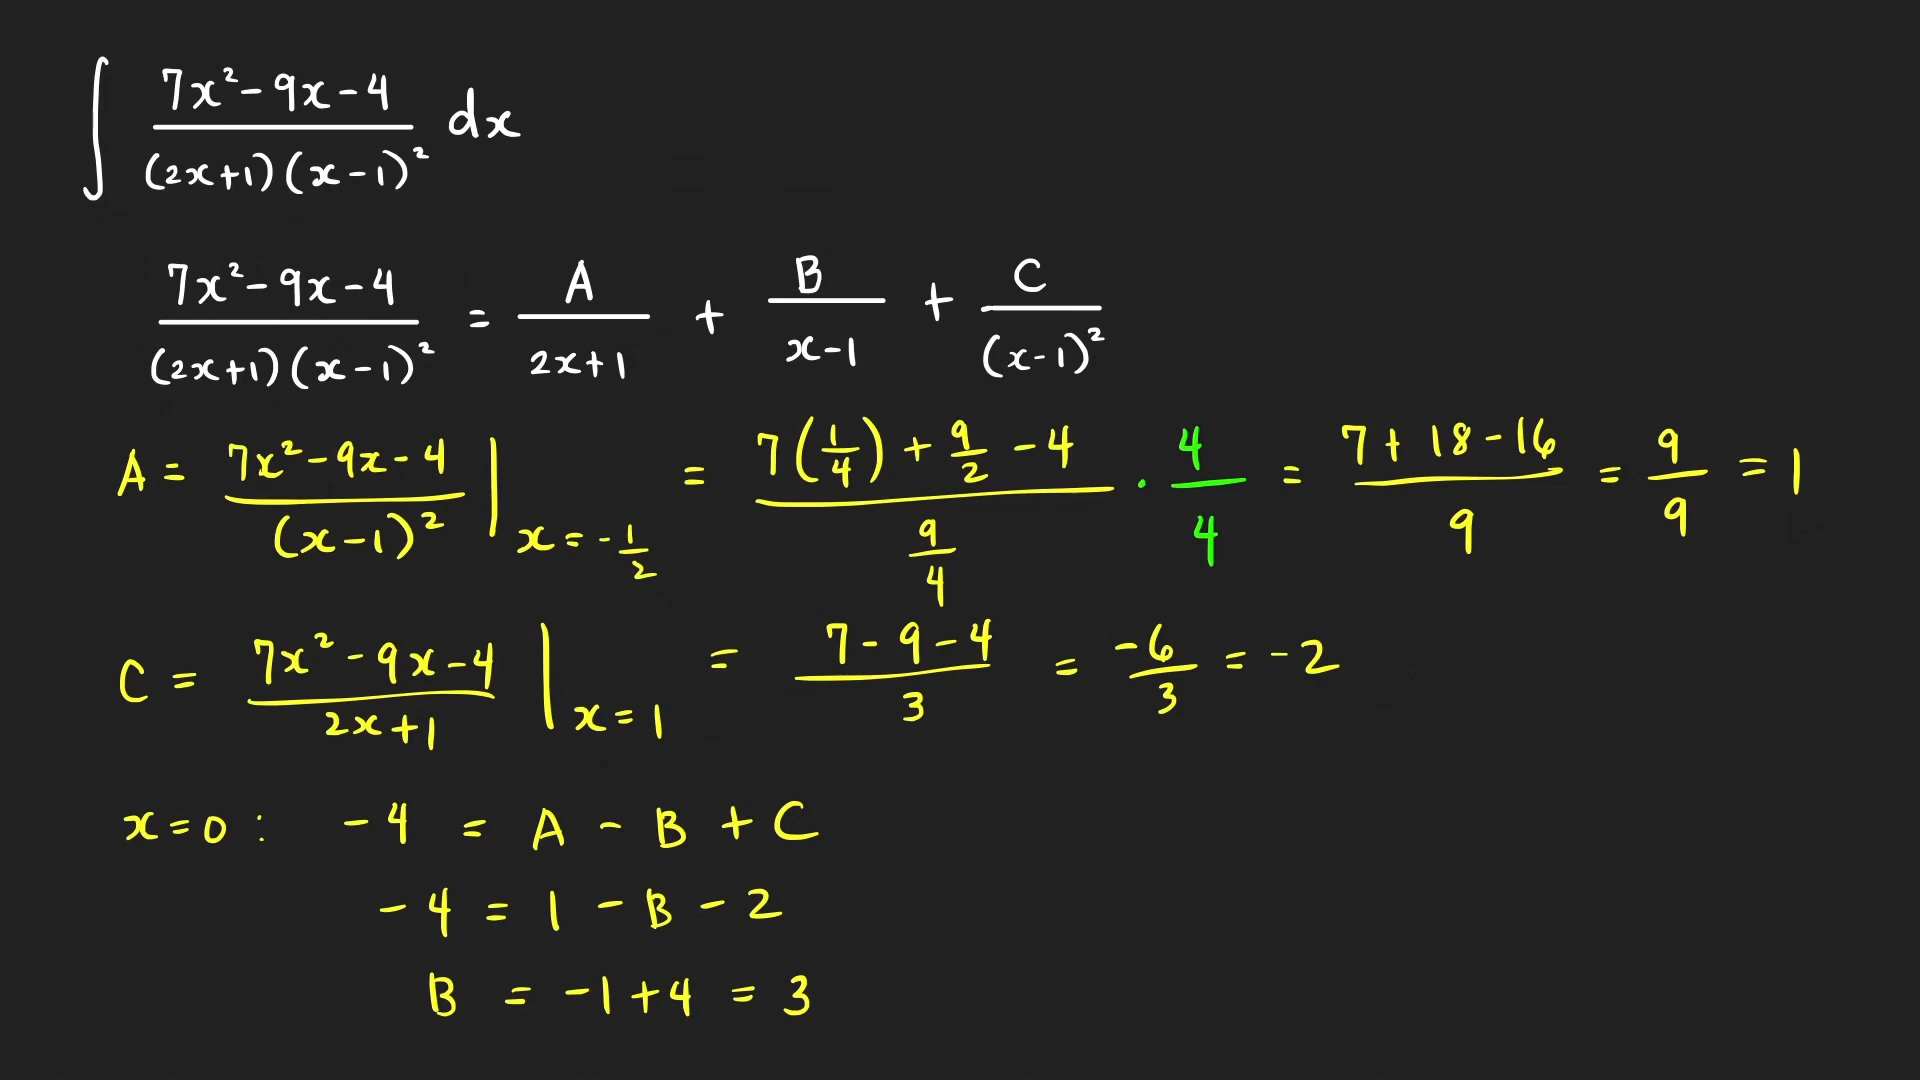 ∫ (7x² - 9x - 4)/((2x+1)(x-1)²) dx
(7x² - 9x - 4)/((2x+1)(x-1)²) = A/(2x+1) + B/(x-1) + C/(x-1)²
A = (7x² - 9x - 4)/((x-1)²) |x=-1/2 = (7(1/4) + 9/2 - 4)/(9/4) · 4/4 = (7 + 18 - 16)/9 = 9/9 = 1
C = (7x² - 9x - 4)/(2x+1) |x=1 = (7 - 9 - 4)/3 = -6/3 = -2
x = 0 : -4 = A - B + C
-4 = 1 - B - 2
B = -1 + 4 = 3